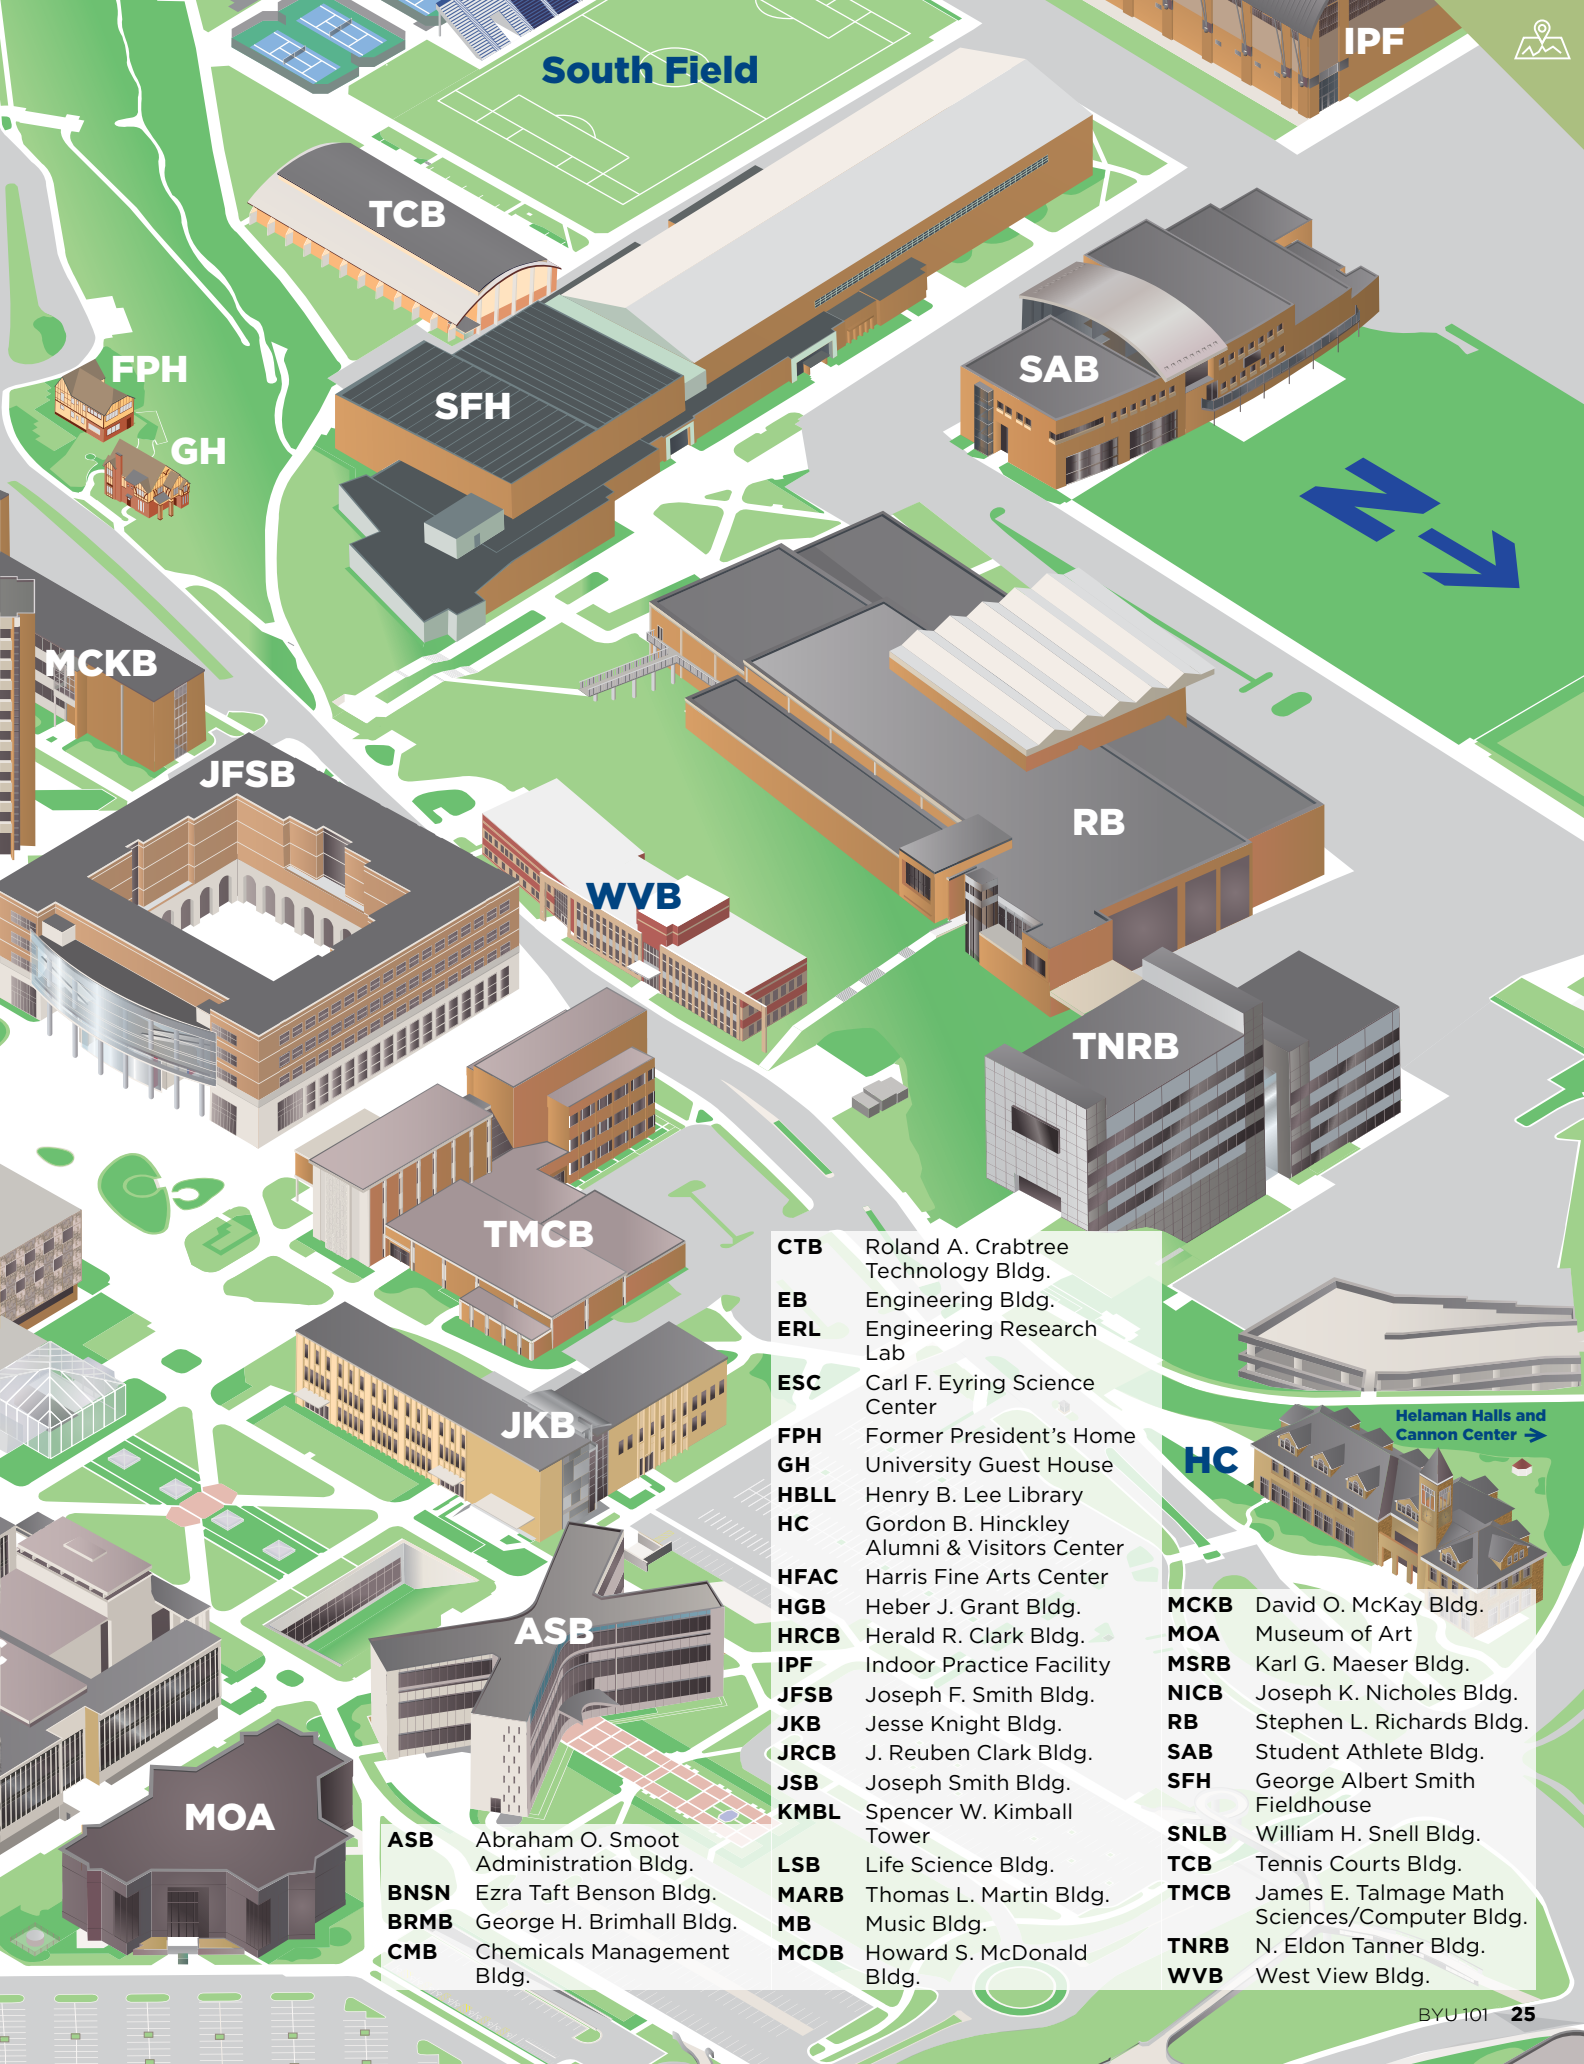 South Field
IPF
TCB
FPH
SAB
SFH
GH
N
MCKB
JFSB
RB
WVB
TNRB
TMCB
JKB
Helaman Halls and
Cannon Center →
HC
ASB
MOA
ASB Abraham O. Smoot
Administration Bldg.
BNSN Ezra Taft Benson Bldg.
BRMB George H. Brimhall Bldg.
CMB Chemicals Management
Bldg.
CTB Roland A. Crabtree
Technology Bldg.
EB Engineering Bldg.
ERL Engineering Research
Lab
ESC Carl F. Eyring Science
Center
FPH Former President’s Home
GH University Guest House
HBLL Henry B. Lee Library
HC Gordon B. Hinckley
Alumni & Visitors Center
HFAC Harris Fine Arts Center
HGB Heber J. Grant Bldg.
HRCB Herald R. Clark Bldg.
IPF Indoor Practice Facility
JFSB Joseph F. Smith Bldg.
JKB Jesse Knight Bldg.
JRCB J. Reuben Clark Bldg.
JSB Joseph Smith Bldg.
KMBL Spencer W. Kimball
Tower
LSB Life Science Bldg.
MARB Thomas L. Martin Bldg.
MB Music Bldg.
MCDB Howard S. McDonald
Bldg.
MCKB David O. McKay Bldg.
MOA Museum of Art
MSRB Karl G. Maeser Bldg.
NICB Joseph K. Nicholes Bldg.
RB Stephen L. Richards Bldg.
SAB Student Athlete Bldg.
SFH George Albert Smith
Fieldhouse
SNLB William H. Snell Bldg.
TCB Tennis Courts Bldg.
TMCB James E. Talmage Math
Sciences/Computer Bldg.
TNRB N. Eldon Tanner Bldg.
WVB West View Bldg.
BYU 101 25